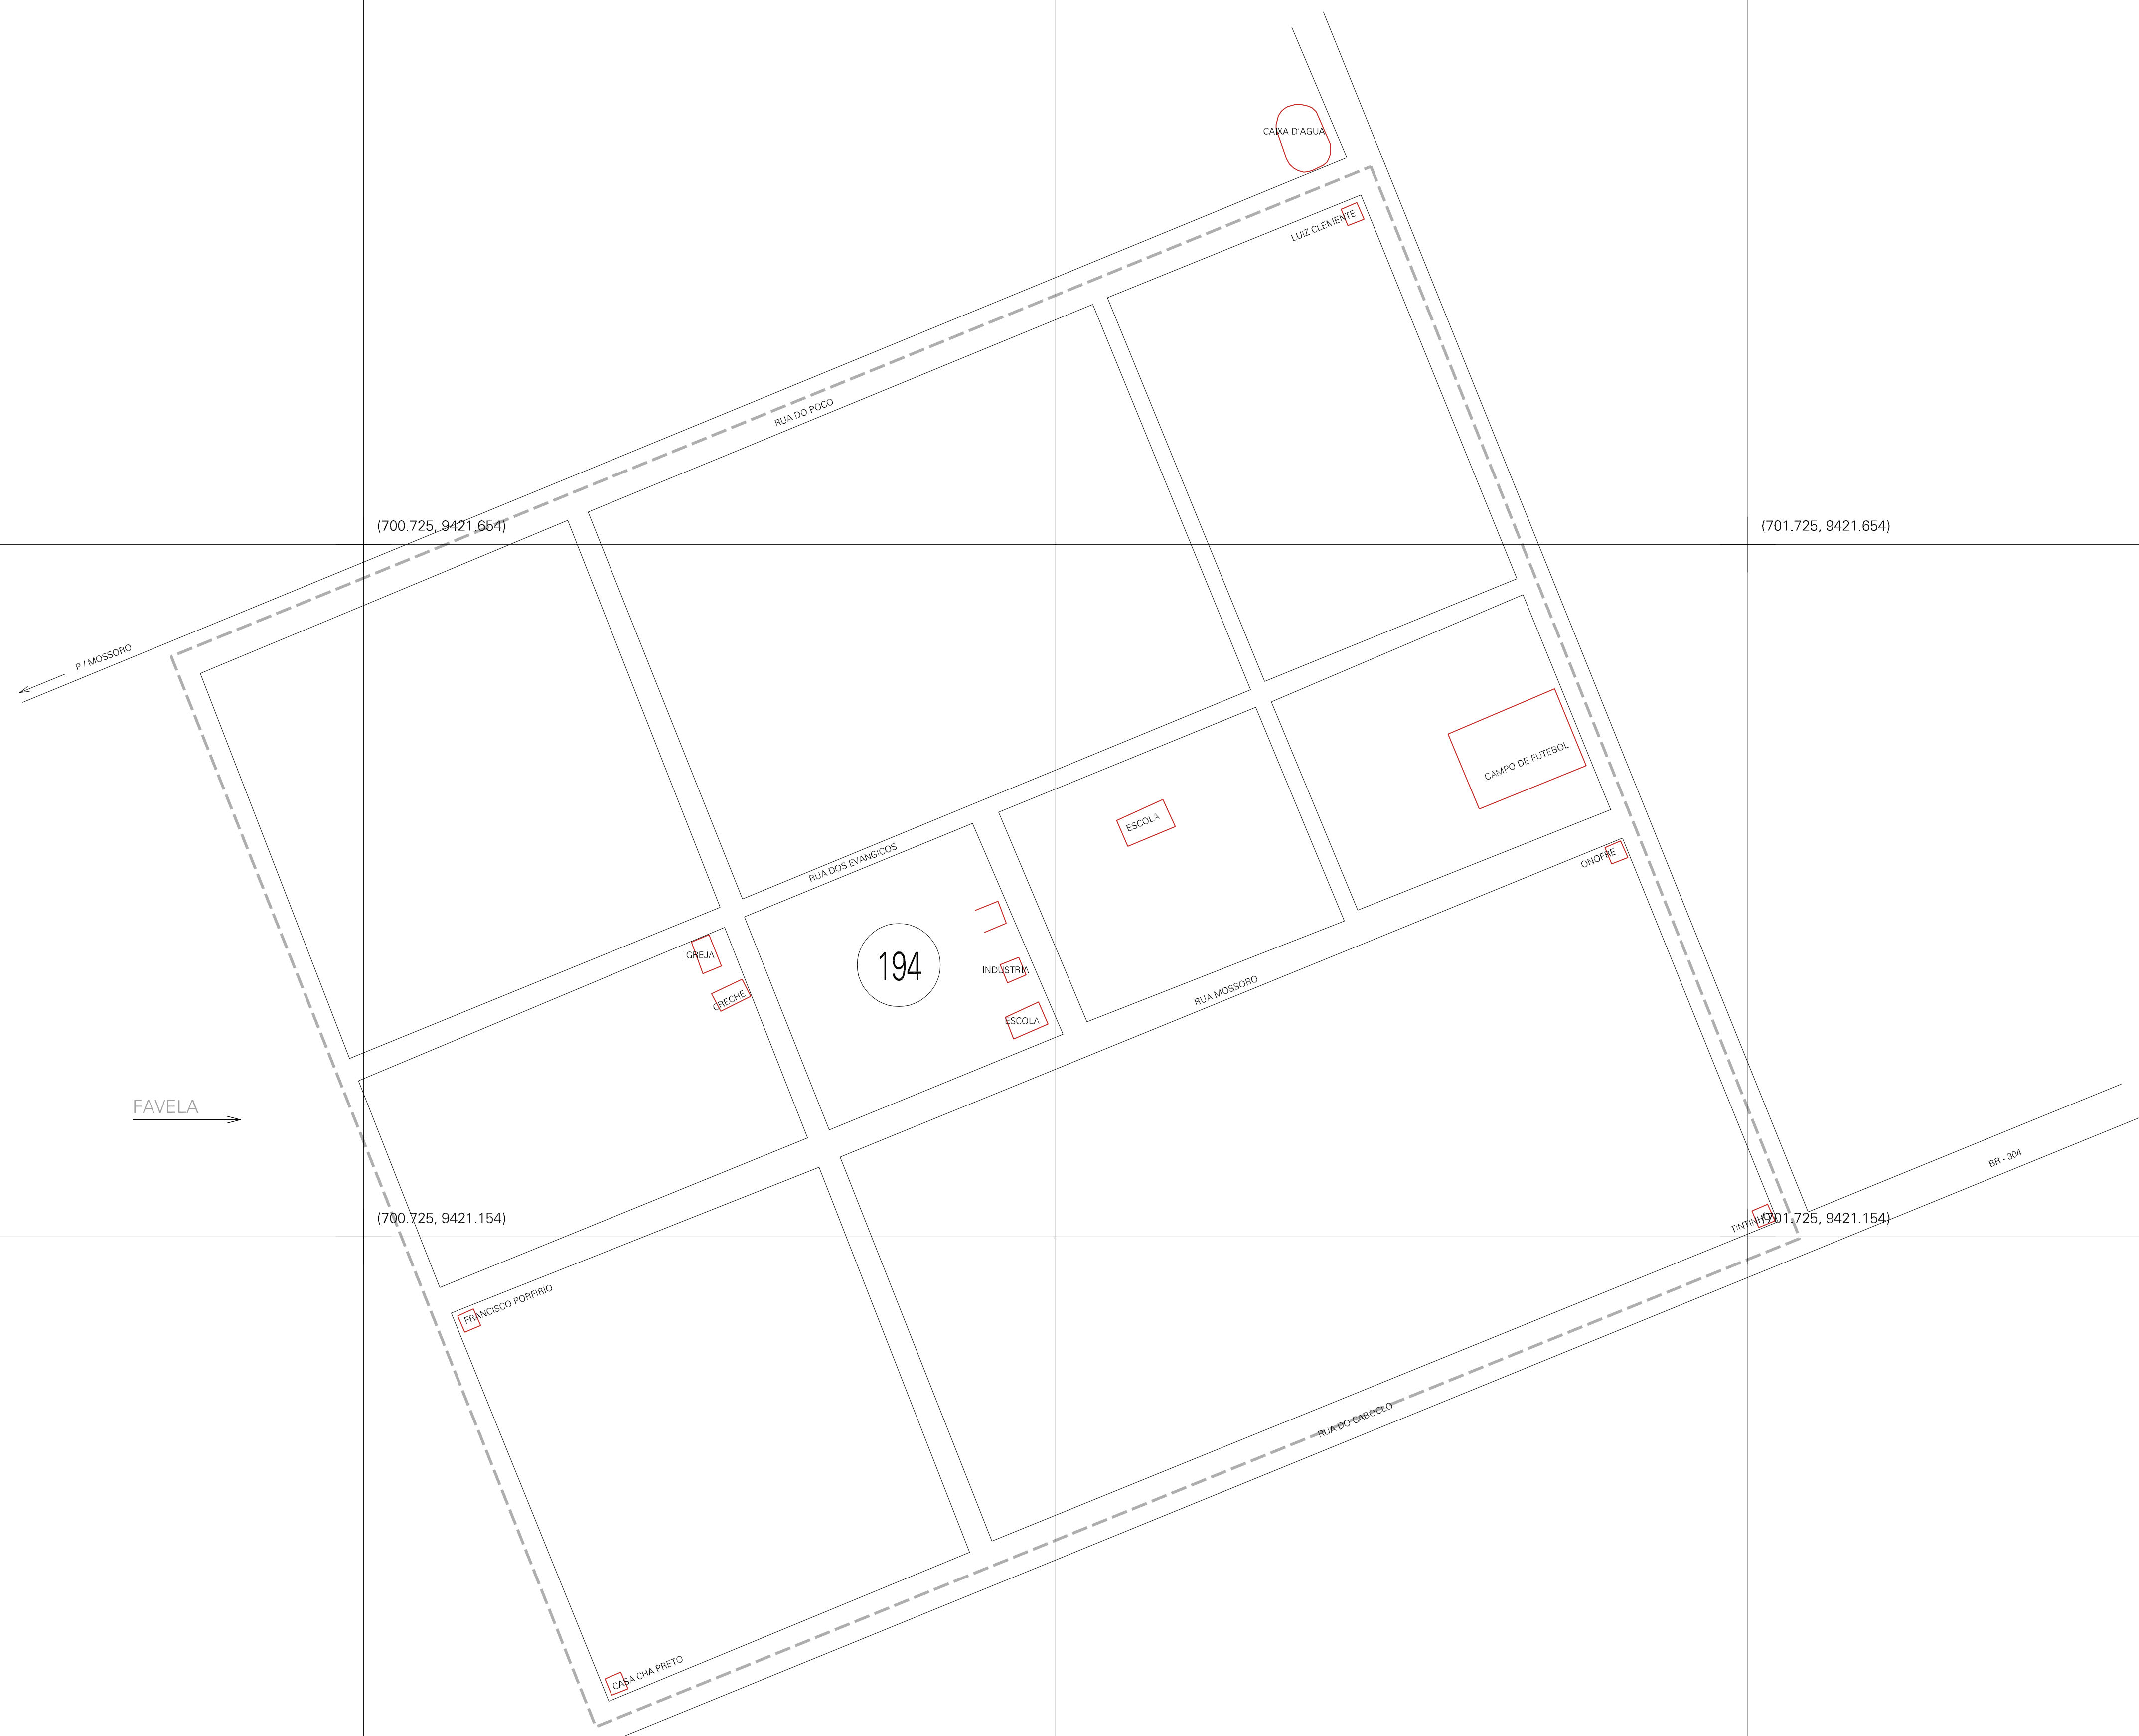 CAIXA D'AGUA
LUIZ CLEMENTE
RUA DO POCO
(700.725, 9421.654)
(701.725, 9421.654)
P / MOSSORO
CAMPO DE FUTEBOL
ESCOLA
RUA DOS EVANGICOS
ONOFRE
IGREJA
194
INDUSTRIA
CRECHE
RUA MOSSORO
ESCOLA
FAVELA
BR - 304
(700.725, 9421.154)
TINTINHO
(701.725, 9421.154)
FRANCISCO PORFIRIO
RUA DO CABOCLO
CASA CHA PRETO